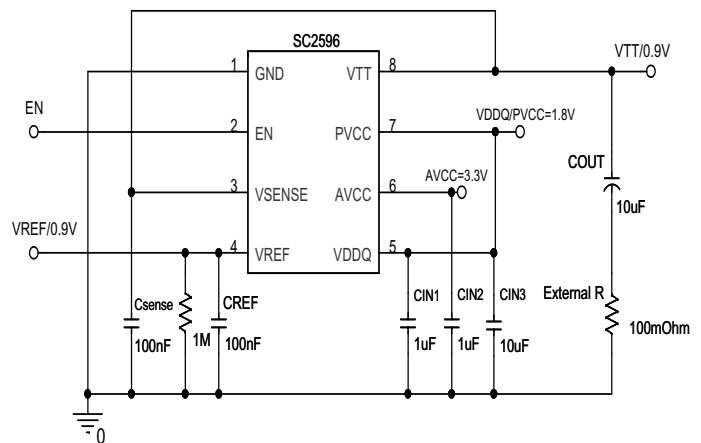 SC2596
VTT/0.9V
1
GND
VTT
8
EN
VDDQ/PVCC=1.8V
2
EN
PVCC
7
COUT
AVCC=3.3V
3
VSENSE
AVCC
6
10uF
VREF/0.9V
4
VREF
VDDQ
5
Csense
CREF
CIN1
CIN2
CIN3
External R
100nF
1M
100nF
1uF
1uF
10uF
100mOhm
0